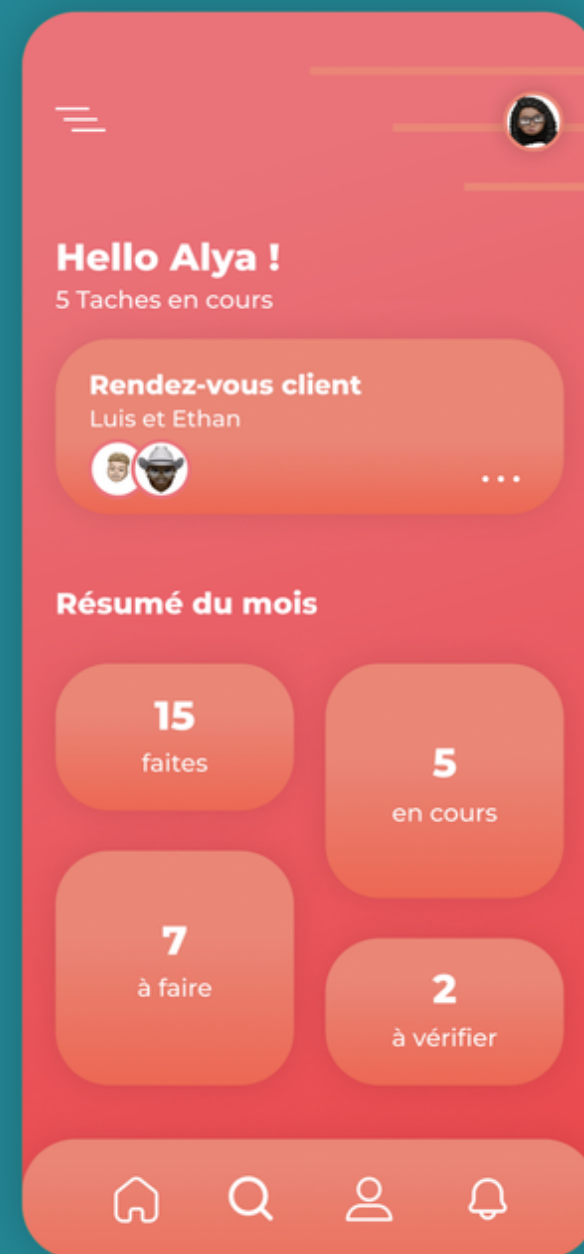 Hello Alya !
5 Taches en cours
Rendez-vous client
Luis et Ethan
Résumé du mois
15
faites
5
en cours
7
à faire
2
à vérifier